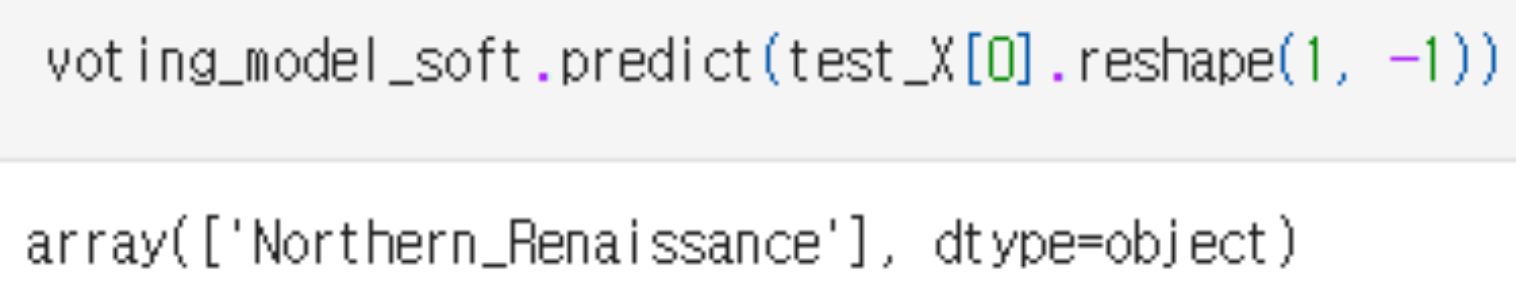 voting_model_soft.predict(test_X[0].reshape(1, -1))
array(['Northern_Renaissance'], dtype=object)